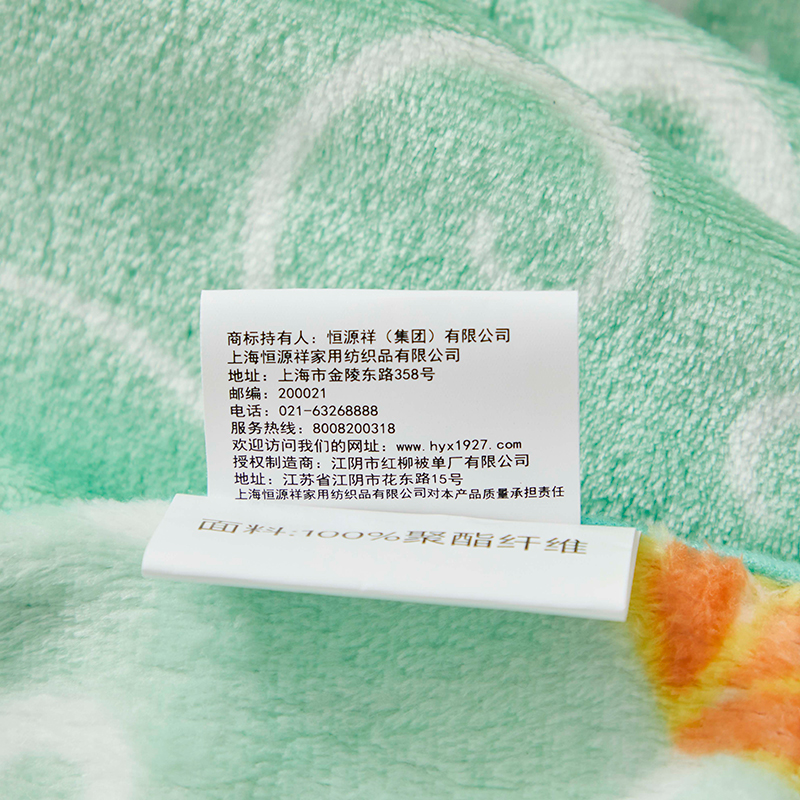 商标持有人：恒源祥（集团）有限公司
上海恒源祥家用纺织品有限公司
地址：上海市金陵东路358号
邮编：200021
电话：021-63268888
服务热线：8008200318
欢迎访问我们的网址：www.hyx1927.com
授权制造商：江阴市红柳被单厂有限公司
地址：江苏省江阴市花东路15号
上海恒源祥家用纺织品有限公司对本产品质量承担责任
面料:100%聚酯纤维